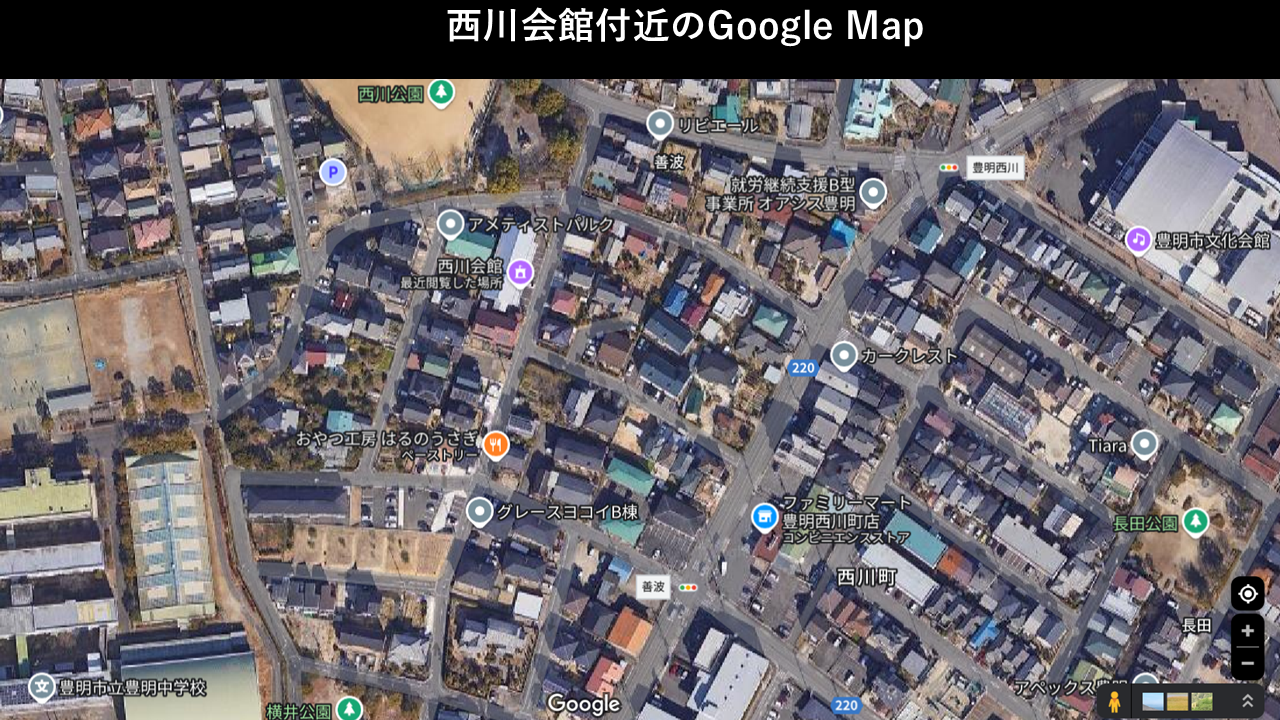 西川会館付近のGoogle Map
西川公園
リビエール
善波
豊明西川
P
就労継続支援B型
事業所 オアシス豊明
アメティストパルク
豊明市文化会館
西川会館
最近閲覧した場所
カークレスト
220
おやつ工房 はるのうさぎ
ペーストリー
Tiara
グレースヨコイB棟
ファミリーマート
豊明西川町店
コンビニエンスストア
長田公園
西川町
善波
長田
文
豊明市立豊明中学校
アペックス豊明
横井公園
Google
220